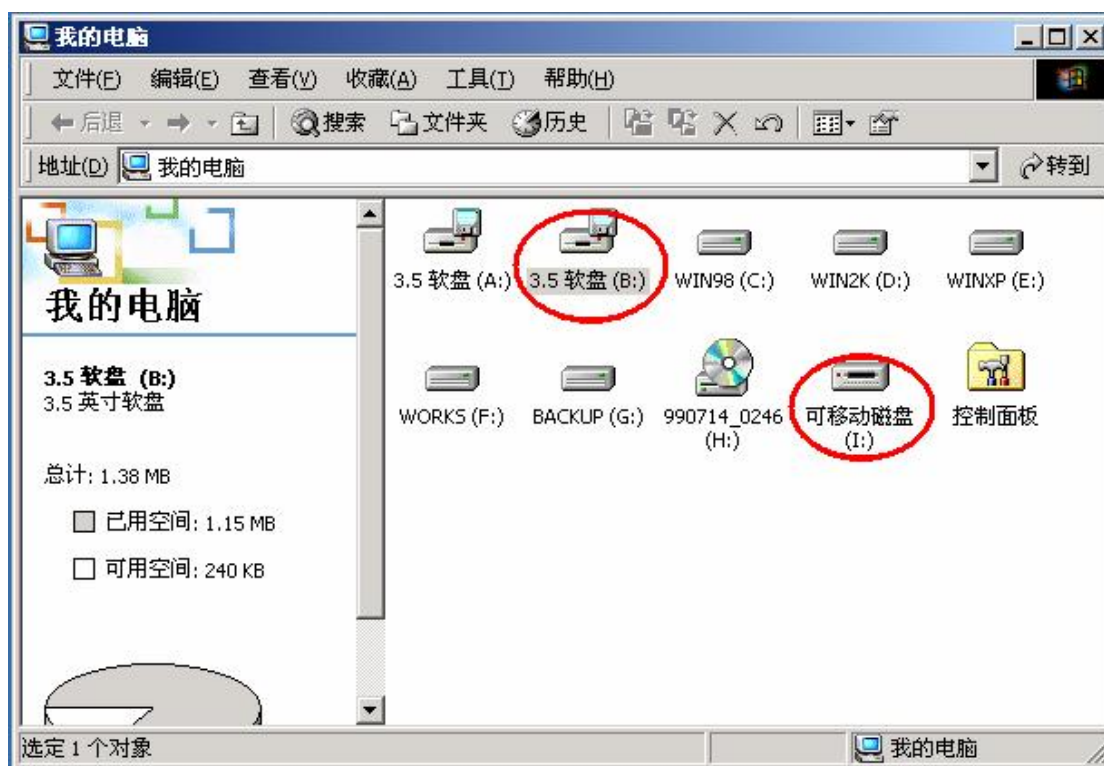 我的电脑
文件(F) 编辑(E) 查看(V) 收藏(A) 工具(T) 帮助(H)
后退 搜索 文件夹 历史
地址(D) 我的电脑 转到
我的电脑
3.5 软盘 (B:)
3.5 英寸软盘
总计: 1.38 MB
已用空间: 1.15 MB
可用空间: 240 KB
3.5 软盘 (A:) 3.5 软盘 (B:) WIN98 (C:) WIN2K (D:) WINXP (E:)
WORKS (F:) BACKUP (G:) 990714_0246 可移动磁盘 控制面板
(H:) (I:)
选定 1 个对象 我的电脑